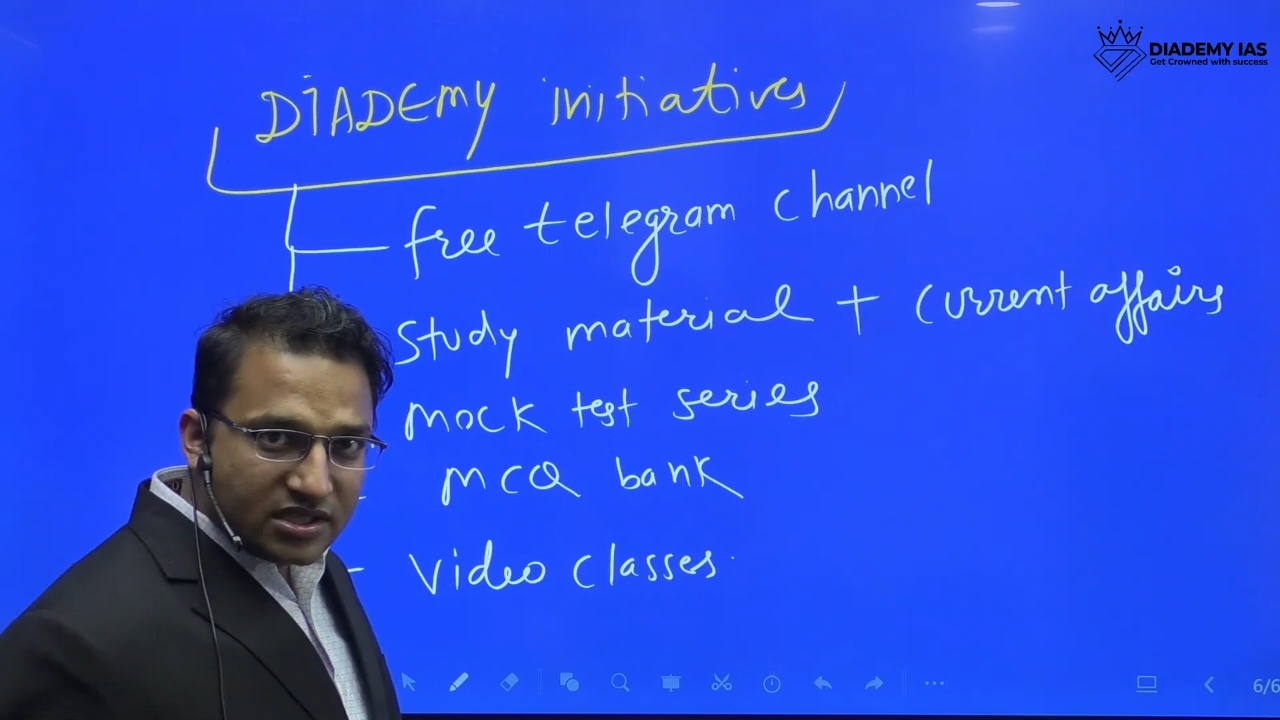 DIADEMY IAS
Get Crowned with success
DIADEMY initiatives
free telegram channel
Study material + Current affairs
Mock test series
MCQ bank
Video classes.
6/6